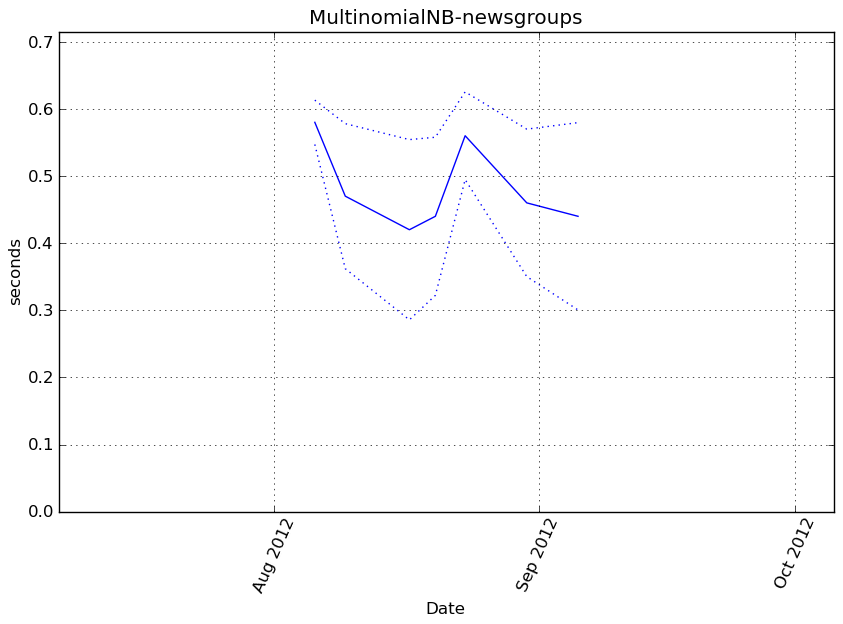 MultinomialNB-newsgroups
0.7
0.6
0.5
0.4
0.3
0.2
0.1
0.0
seconds
Aug 2012
Sep 2012
Oct 2012
Date